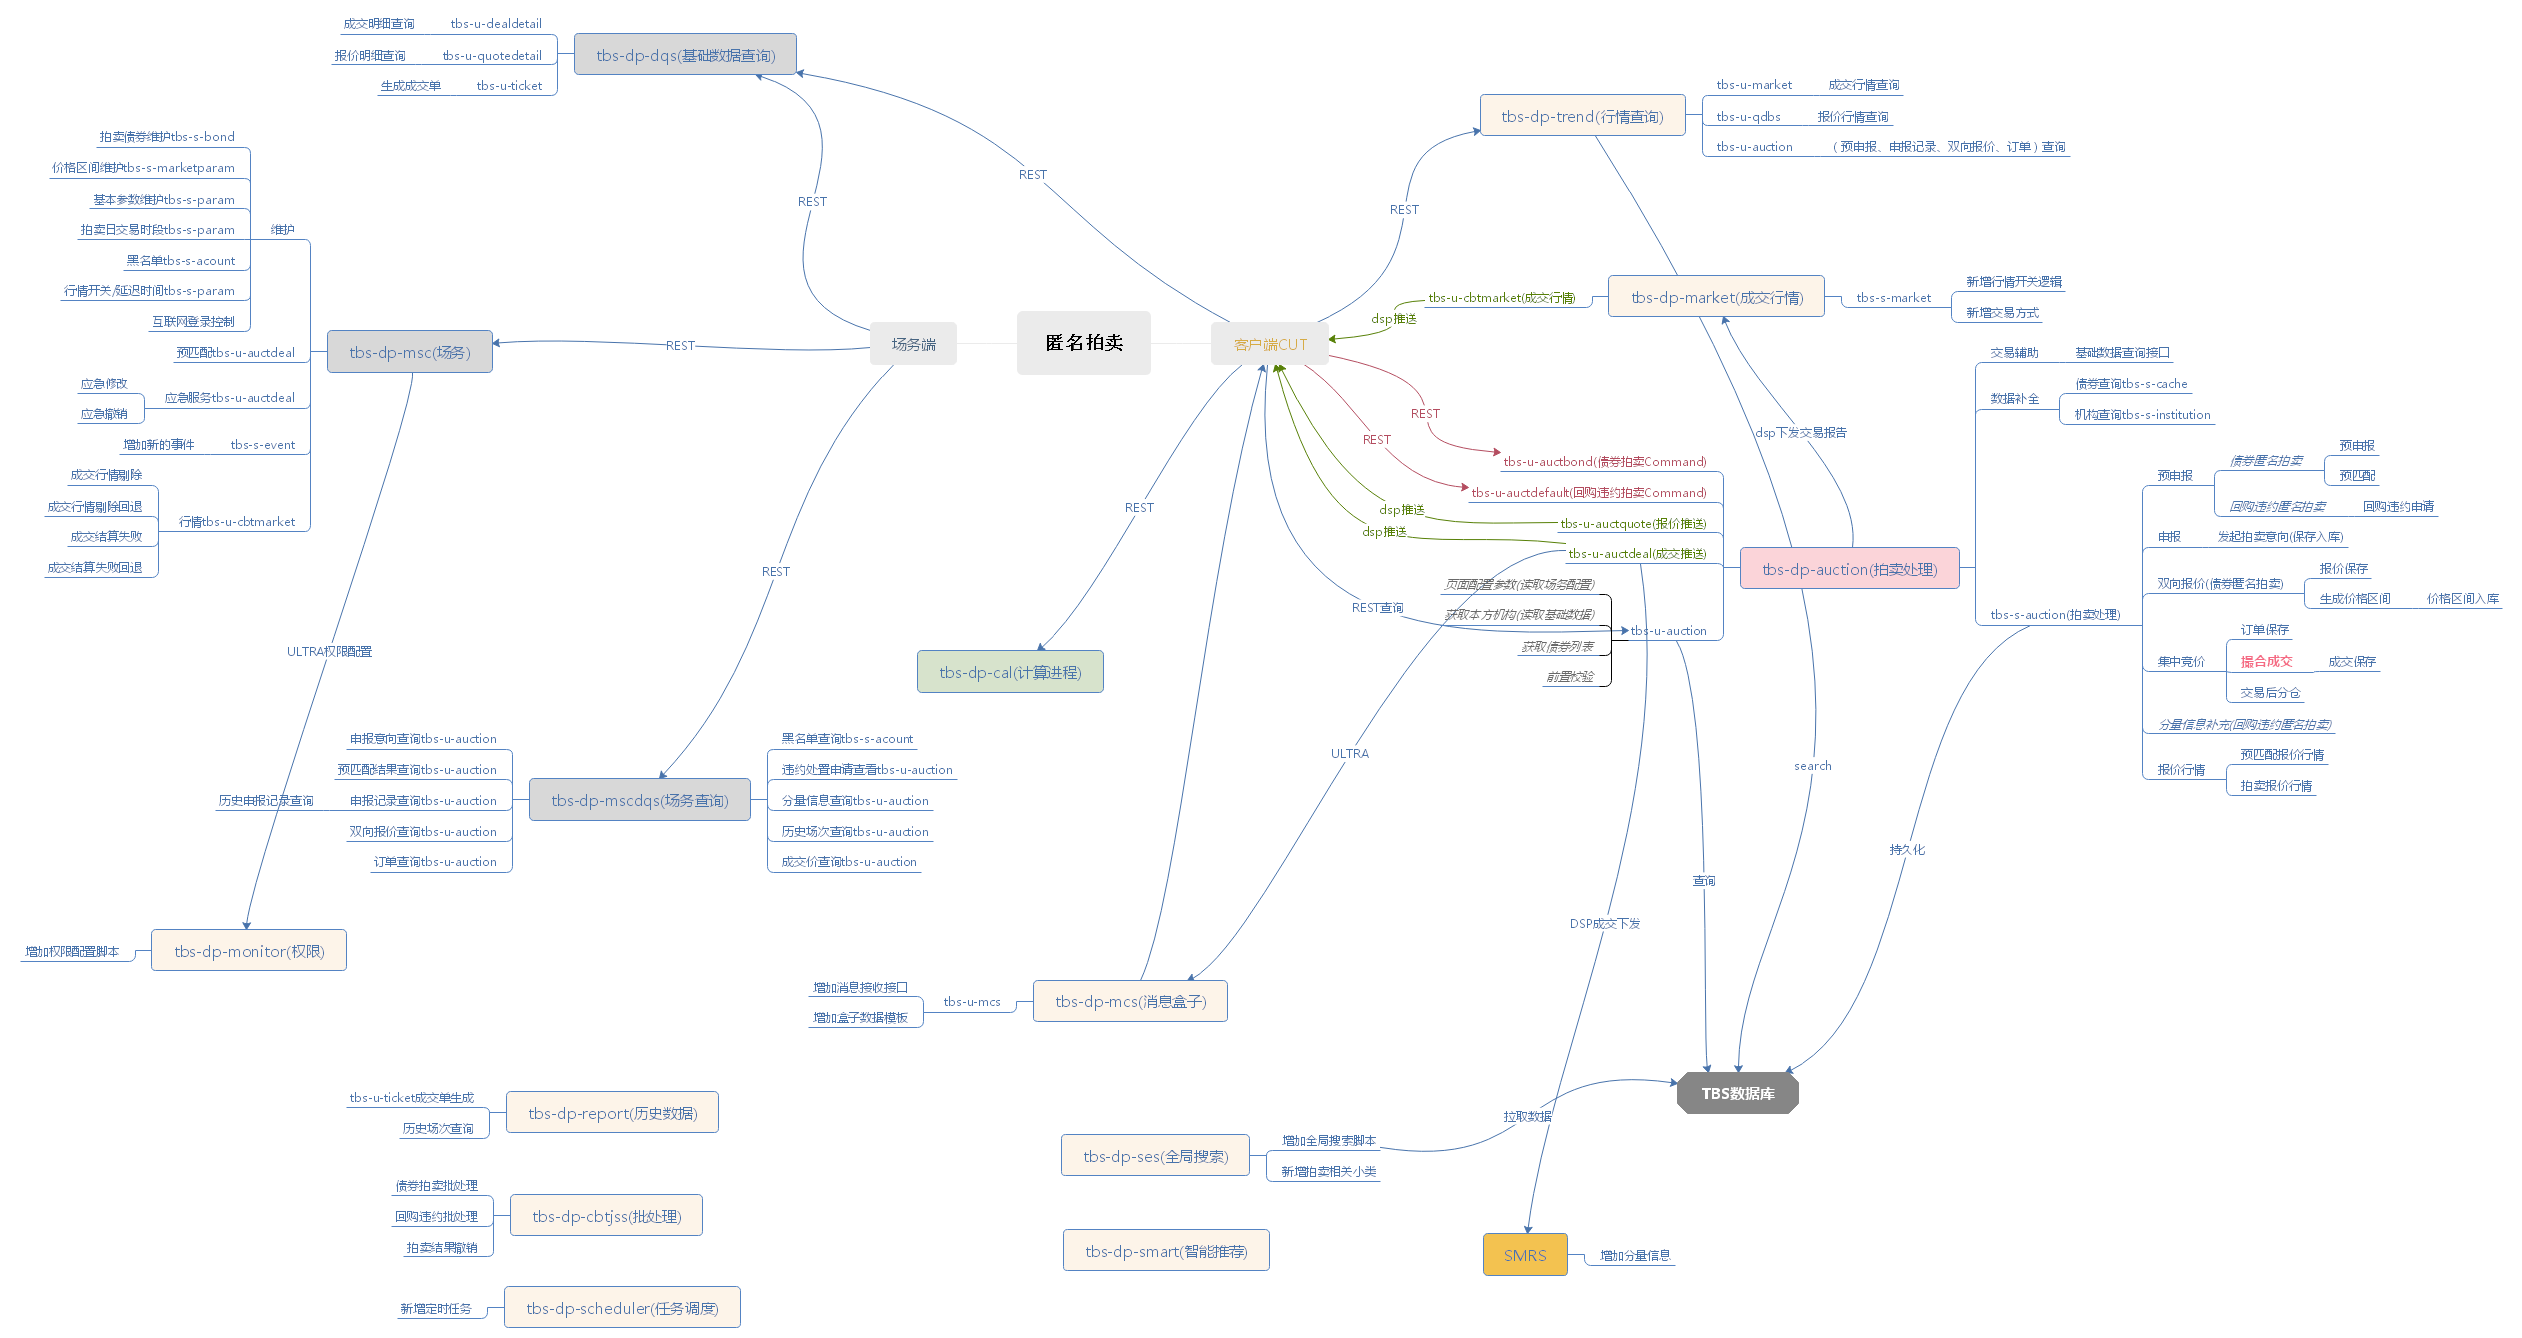 匿名拍卖
场务端
客户端CUT
成交明细查询 tbs-u-dealdetail
报价明细查询 tbs-u-quotedetail
生成成交单 tbs-u-ticket
tbs-dp-dqs(基础数据查询)
REST
REST
拍卖债券维护tbs-s-bond
价格区间维护tbs-s-marketparam
基本参数维护tbs-s-param
拍卖日交易时段tbs-s-param
黑名单tbs-s-acount
行情开关/延迟时间tbs-s-param
互联网登录控制
维护
预匹配tbs-u-auctdeal
应急修改
应急撤销
应急服务tbs-u-auctdeal
增加新的事件 tbs-s-event
成交行情剔除
成交行情剔除回退
成交结算失败
成交结算失败回退
行情tbs-u-cbtmarket
tbs-dp-msc(场务)
REST
ULTRA权限配置
REST
申报意向查询tbs-u-auction
预匹配结果查询tbs-u-auction
历史申报记录查询 申报记录查询tbs-u-auction
双向报价查询tbs-u-auction
订单查询tbs-u-auction
tbs-dp-mscdqs(场务查询)
黑名单查询tbs-s-acount
违约处置申请查看tbs-u-auction
分量信息查询tbs-u-auction
历史场次查询tbs-u-auction
成交价查询tbs-u-auction
增加权限配置脚本
tbs-dp-monitor(权限)
REST
tbs-dp-cal(计算进程)
增加消息接收接口
增加盒子数据模板
tbs-u-mcs
tbs-dp-mcs(消息盒子)
tbs-u-ticket成交单生成
历史场次查询
tbs-dp-report(历史数据)
债券拍卖批处理
回购违约批处理
拍卖结果撤销
tbs-dp-cbtjss(批处理)
新增定时任务
tbs-dp-scheduler(任务调度)
tbs-dp-ses(全局搜索)
增加全局搜索脚本
新增拍卖相关小类
拉取数据
tbs-dp-smart(智能推荐)
SMRS
增加分量信息
TBS数据库
REST
tbs-dp-trend(行情查询)
tbs-u-market 成交行情查询
tbs-u-qdbs 报价行情查询
tbs-u-auction （预申报、申报记录、双向报价、订单）查询
tbs-u-cbtmarket(成交行情)
dsp推送
tbs-dp-market(成交行情)
tbs-s-market
新增行情开关逻辑
新增交易方式
dsp下发交易报告
REST
REST
tbs-u-auctbond(债券拍卖Command)
tbs-u-auctdefault(回购违约拍卖Command)
dsp推送
tbs-u-auctquote(报价推送)
dsp推送
tbs-u-auctdeal(成交推送)
页面配置参数(读取场务配置)
获取本方机构(读取基础数据)
获取债券列表
前置校验
REST查询
tbs-u-auction
ULTRA
DSP成交下发
查询
search
持久化
tbs-dp-auction(拍卖处理)
交易辅助 基础数据查询接口
数据补全
债券查询tbs-s-cache
机构查询tbs-s-institution
tbs-s-auction(拍卖处理)
预申报
债券匿名拍卖
预申报
预匹配
回购违约匿名拍卖 回购违约申请
申报 发起拍卖意向(保存入库)
双向报价(债券匿名拍卖)
报价保存
生成价格区间 价格区间入库
集中竞价
订单保存
撮合成交 成交保存
交易后分仓
分量信息补充(回购违约匿名拍卖)
报价行情
预匹配报价行情
拍卖报价行情